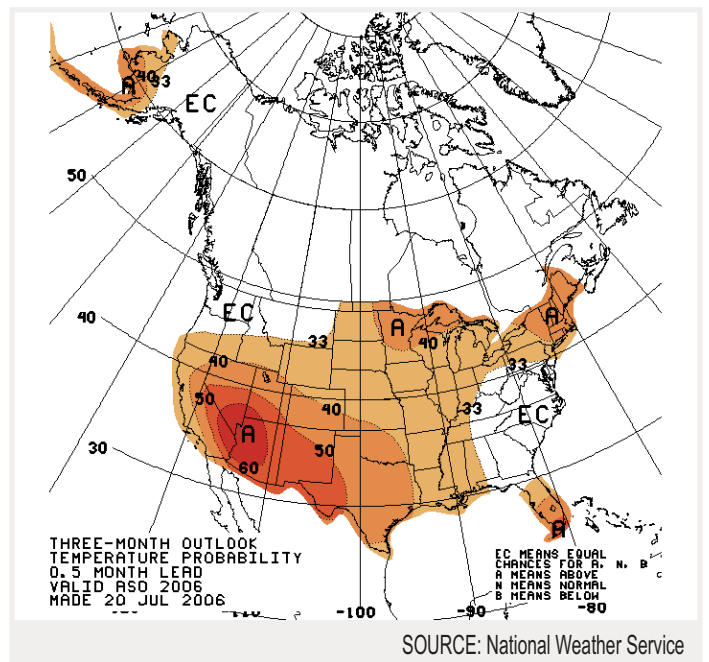 40 33
A
EC
50
EC
A
A
40
33
40
33
40
33
50
40
33
EC
A
50
30
60
A
THREE-MONTH OUTLOOK
TEMPERATURE PROBABILITY
0.5 MONTH LEAD
VALID ASO 2006
MADE 20 JUL 2006
EC MEANS EQUAL
CHANCES FOR A, N, B
A MEANS ABOVE
N MEANS NORMAL
B MEANS BELOW
-100
-90
-80
SOURCE: National Weather Service